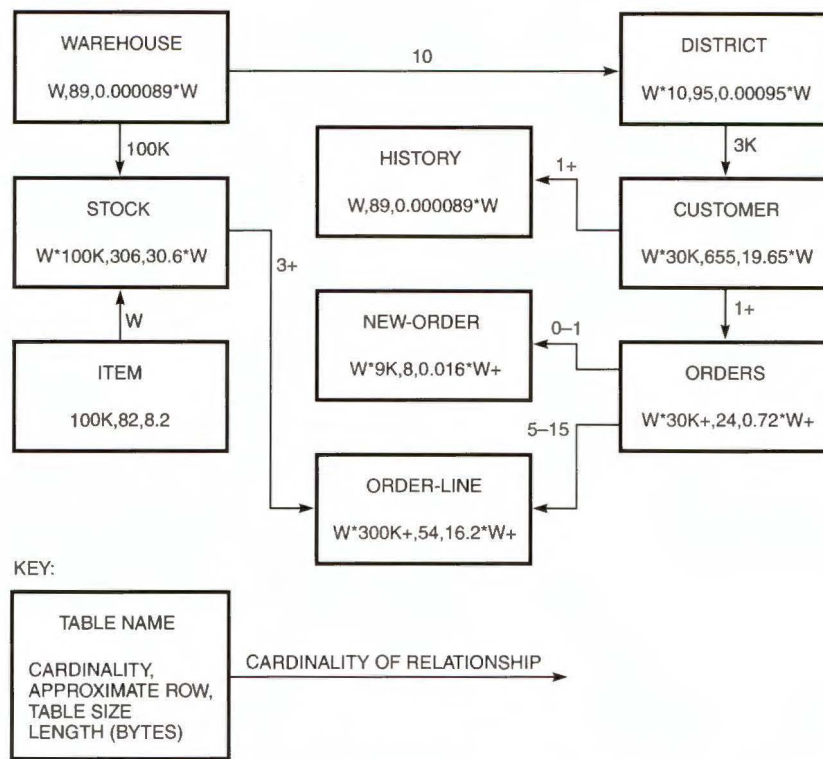 WAREHOUSE
W,89,0.000089*W
10
DISTRICT
W*10,95,0.00095*W
100K
3K
HISTORY
W,89,0.000089*W
1+
STOCK
W*100K,306,30.6*W
CUSTOMER
W*30K,655,19.65*W
3+
W
1+
NEW-ORDER
W*9K,8,0.016*W+
0–1
ITEM
100K,82,8.2
ORDERS
W*30K+,24,0.72*W+
5–15
ORDER-LINE
W*300K+,54,16.2*W+
KEY:
TABLE NAME
CARDINALITY,
APPROXIMATE ROW,
TABLE SIZE
LENGTH (BYTES)
CARDINALITY OF RELATIONSHIP